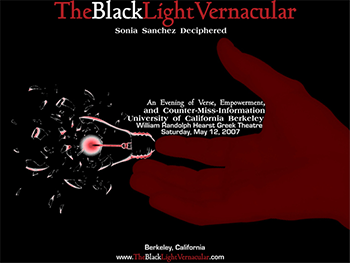 TheBlackLightVernacular
Sonia Sanchez Deciphered
An Evening of Verse, Empowerment,
and Counter-Miss-Information
University of California Berkeley
William Randolph Hearst Greek Theatre
Saturday, May 12, 2007
Berkeley, California
www.TheBlackLightVernacular.com